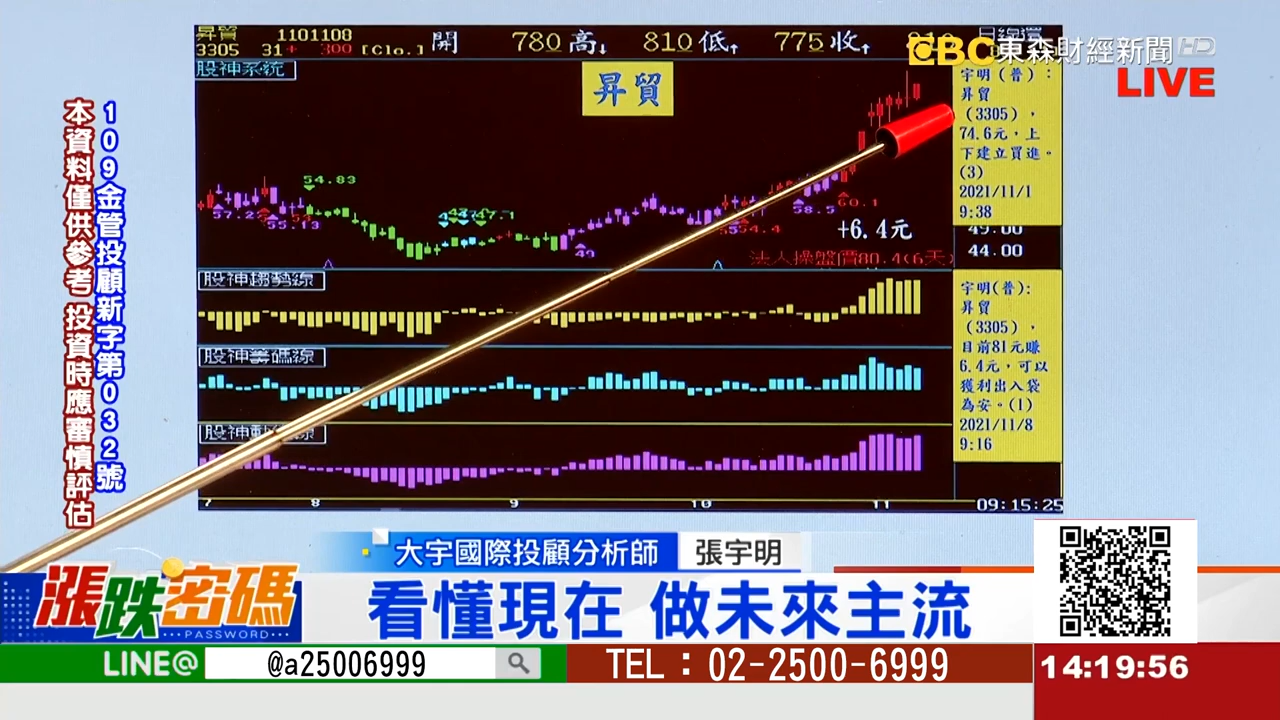 昇貿 1101108
3305 31+ 300 [Clo.] 開 780 高↓ 810 低↑ 775 收↑
股神系統
昇貿
EBC 東森財經新聞 HD
LIVE
109金管投顧新字第032號
本資料僅供參考 投資時應審慎評估
宇明(普):
昇貿
(3305),
74.6元,上
下建立買進。
(3)
2021/11/1
9:38
54.83
55.13
49
58.5
60.1
+6.4元
法人操盤價80.4(6天)
49.00
44.00
股神趨勢線
宇明(普):
昇貿
(3305),
目前81元賺
6.4元,可以
獲利出入袋
為安。(1)
2021/11/8
9:16
股神籌碼線
7 8 9 10 11 09:15:25
大宇國際投顧分析師 張宇明
漲跌密碼
PASSWORD
看懂現在 做未來主流
LINE@ @a25006999 TEL：02-2500-6999 14:19:56